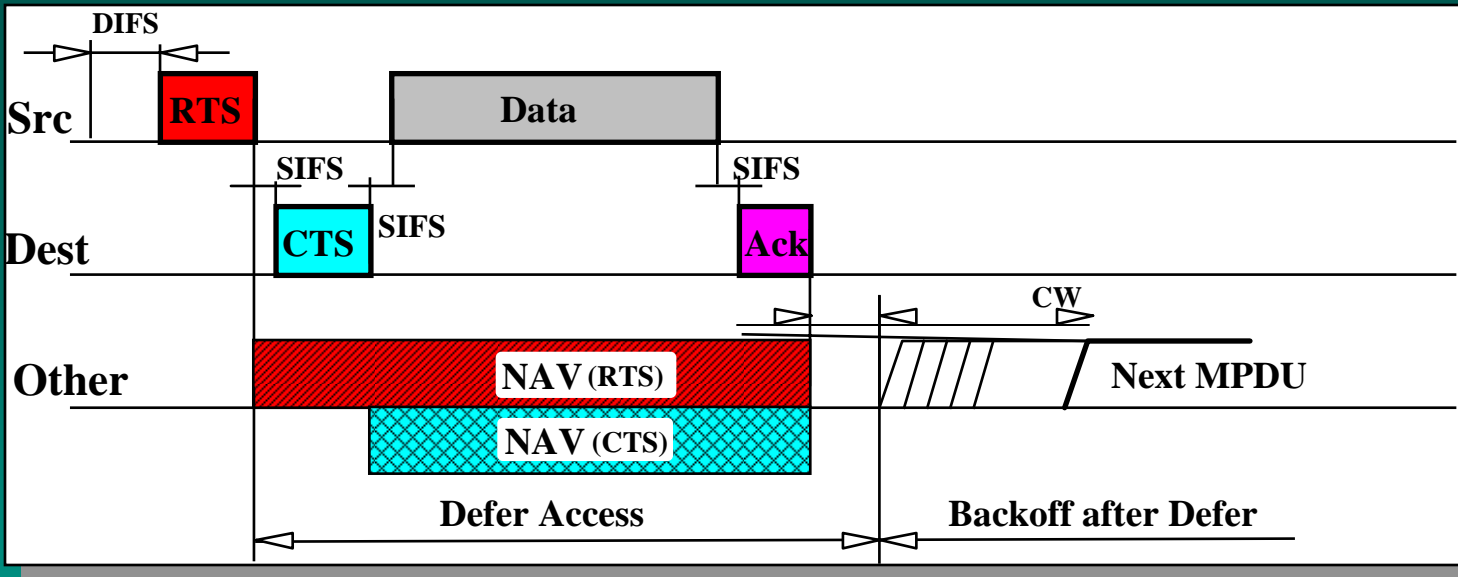 DIFS
Src
RTS
Data
SIFS
SIFS
Dest
CTS
SIFS
Ack
CW
Other
NAV (RTS)
Next MPDU
NAV (CTS)
Defer Access
Backoff after Defer